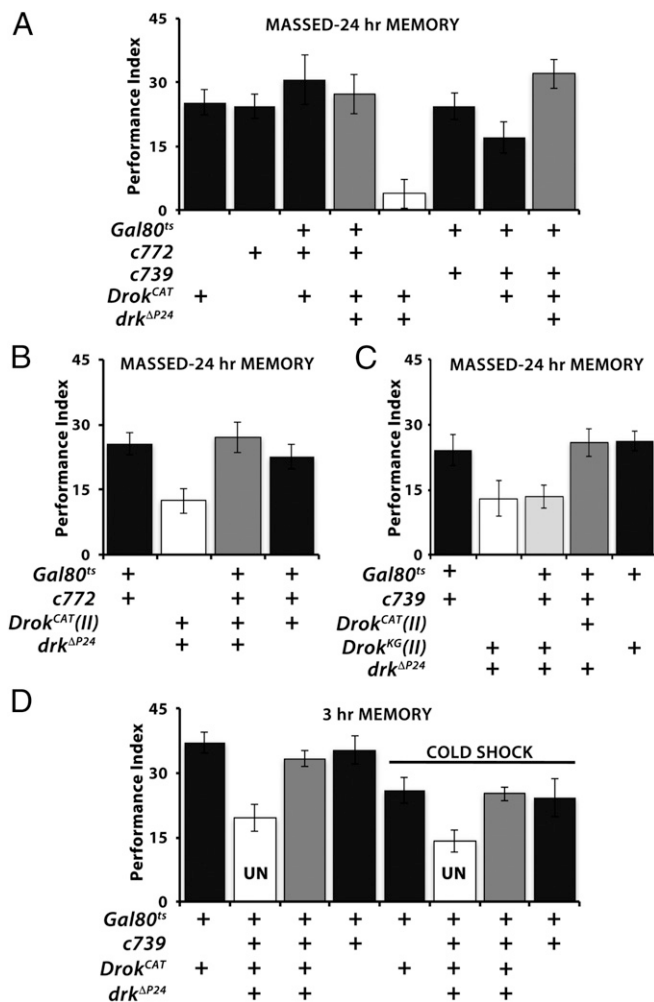 A
MASSED-24 hr MEMORY
Performance Index
45
30
15
0
Gal80ts + + + + +
c772 + + +
c739 + + +
DrokCAT + + + + + +
drkΔP24 + + +
B
MASSED-24 hr MEMORY
Performance Index
45
30
15
0
Gal80ts + + +
c772 + + +
DrokCAT(II) + + +
drkΔP24 + +
C
MASSED-24 hr MEMORY
Performance Index
45
30
15
0
Gal80ts + + + +
c739 + + +
DrokCAT(II) +
DrokKG(II) + + +
drkΔP24 + + +
D
3 hr MEMORY
Performance Index
45
30
15
0
COLD SHOCK
UN UN
Gal80ts + + + + + + + +
c739 + + + + + +
DrokCAT + + + + + +
drkΔP24 + + + +